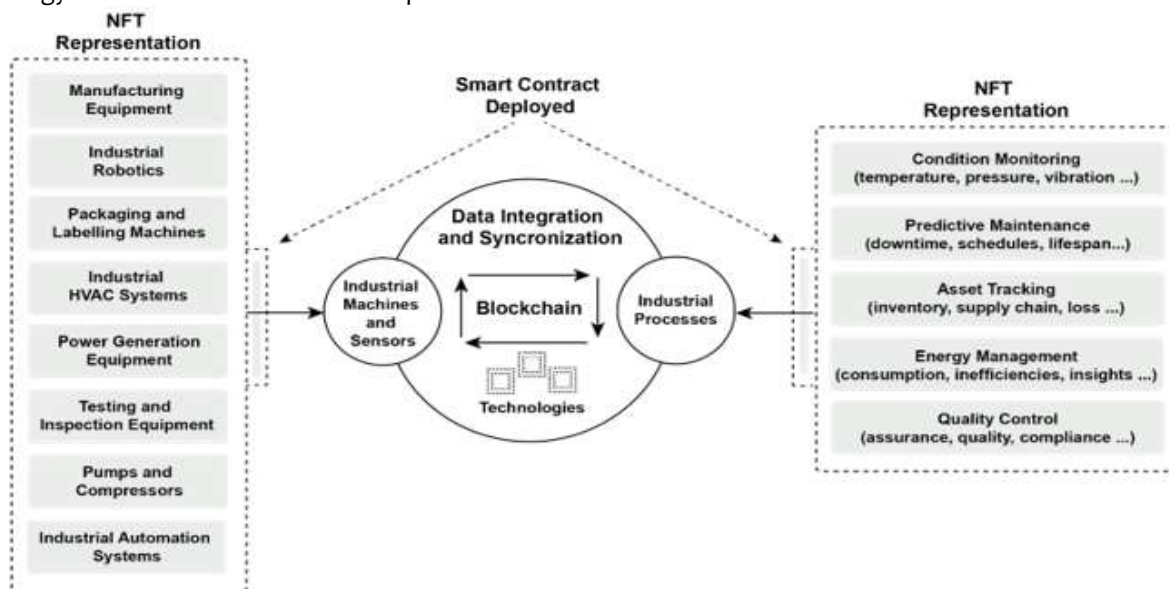 NFT
Representation
Manufacturing
Equipment
Industrial
Robotics
Packaging and
Labelling Machines
Industrial
HVAC Systems
Power Generation
Equipment
Testing and
Inspection Equipment
Pumps and
Compressors
Industrial Automation
Systems
Smart Contract
Deployed
Data Integration
and Syncronization
Industrial
Machines
and
Sensors
Blockchain
Technologies
Industrial
Processes
NFT
Representation
Condition Monitoring
(temperature, pressure, vibration ...)
Predictive Maintenance
(downtime, schedules, lifespan...)
Asset Tracking
(inventory, supply chain, loss ...)
Energy Management
(consumption, inefficiencies, insights ...)
Quality Control
(assurance, quality, compliance ...)